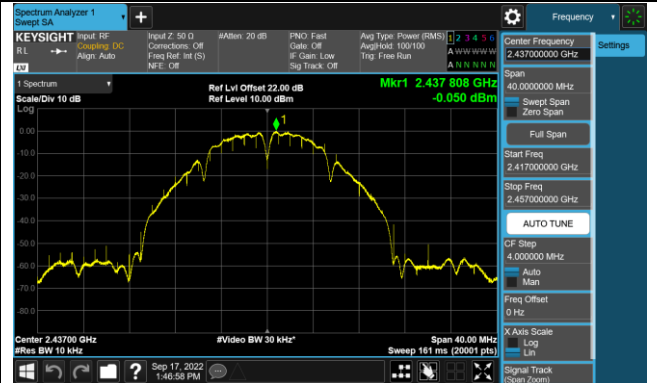 Spectrum Analyzer 1
Swept SA
Frequency
KEYSIGHT
Input: RF
Input Z: 50 Ω
#Atten: 20 dB
PNO: Fast
Avg Type: Power (RMS)
1 2 3 4 5 6
RL
Coupling: DC
Corrections: Off
Gate: Off
Avg|Hold: 100/100
A W W W W W
Align: Auto
Freq Ref: Int (S)
IF Gain: Low
Trig: Free Run
NFE: Off
Sig Track: Off
A N N N N N
LXI
1 Spectrum
Ref Lvl Offset 22.00 dB
Mkr1 2.437 808 GHz
Scale/Div 10 dB
Ref Level 10.00 dBm
-0.050 dBm
Log
1
0.00
-10.0
-20.0
-30.0
-40.0
-50.0
-60.0
-70.0
-80.0
Center 2.43700 GHz
#Video BW 30 kHz*
Span 40.00 MHz
#Res BW 10 kHz
Sweep 161 ms (20001 pts)
Center Frequency
2.437000000 GHz
Settings
Span
40.0000000 MHz
Swept Span
Zero Span
Full Span
Start Freq
2.417000000 GHz
Stop Freq
2.457000000 GHz
AUTO TUNE
CF Step
4.000000 MHz
Auto
Man
Freq Offset
0 Hz
X Axis Scale
Log
Lin
Signal Track
(Span Zoom)
?
Sep 17, 2022
1:46:58 PM